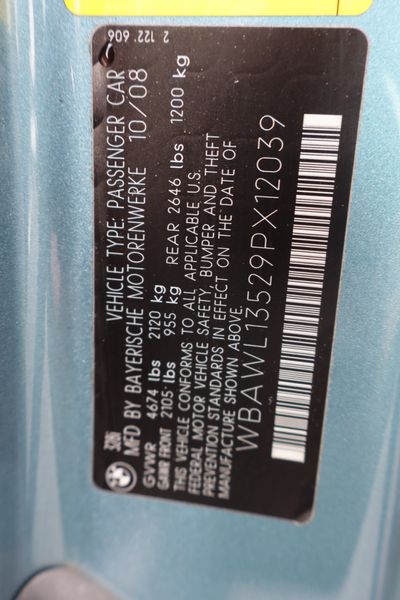 328i VEHICLE TYPE: PASSENGER CAR 2 122 606
MFD BY BAYERISCHE MOTORENWERKE 10/08
GVWR 4674 lbs 2120 kg
GAWR FRONT 2105 lbs 955 kg REAR 2646 lbs 1200 kg
THIS VEHICLE CONFORMS TO ALL APPLICABLE U.S.
FEDERAL MOTOR VEHICLE SAFETY, BUMPER AND THEFT
PREVENTION STANDARDS IN EFFECT ON THE DATE OF
MANUFACTURE SHOWN ABOVE.
WBAWL13529PX12039